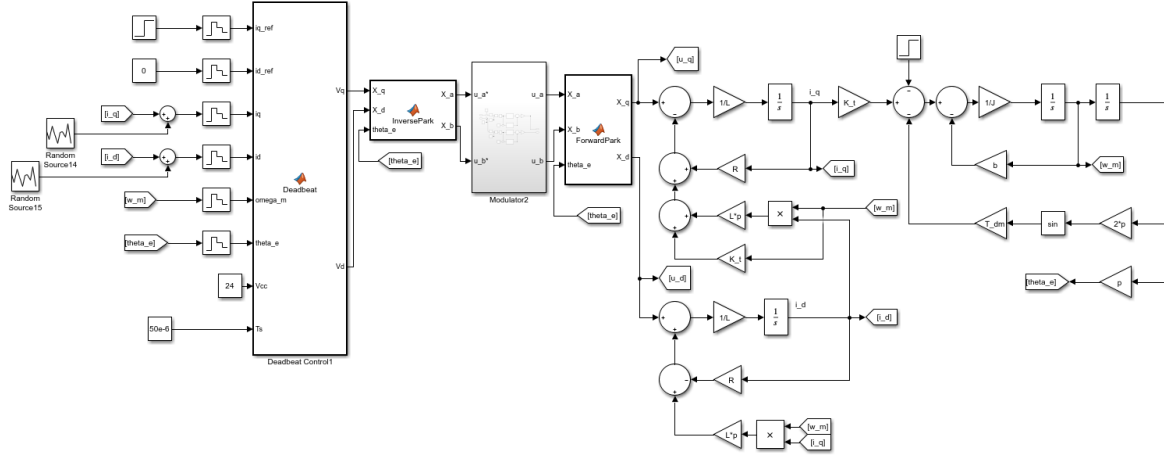 iq_ref
0
id_ref
[i_q]
iq
Random
Source14
[i_d]
id
Random
Source15
[w_m]
omega_m
[theta_e]
theta_e
24
Vcc
50e-6
Ts
Vq
Vd
Deadbeat
Deadbeat Control1
X_q
X_d
theta_e
X_a
X_b
InversePark
[theta_e]
u_a*
u_b*
u_a
u_b
Modulator2
X_a
X_b
theta_e
X_q
X_d
ForwardPark
[theta_e]
[u_q]
1/L
1
s
i_q
K_t
R
[i_q]
L*p
×
[w_m]
K_t
[u_d]
1/L
1
s
i_d
[i_d]
R
L*p
×
[w_m]
[i_q]
1/J
1
s
1
s
b
[w_m]
T_dm
sin
2*p
[theta_e]
p